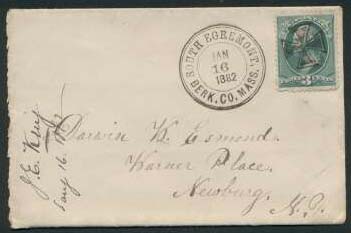 SOUTH EGREMONT,
JAN
16
1882
BERK. CO. MASS.
Darwin K. Esmond.
Warner Place.
Newburg.
N.Y.
J. E. King
Jany 16.